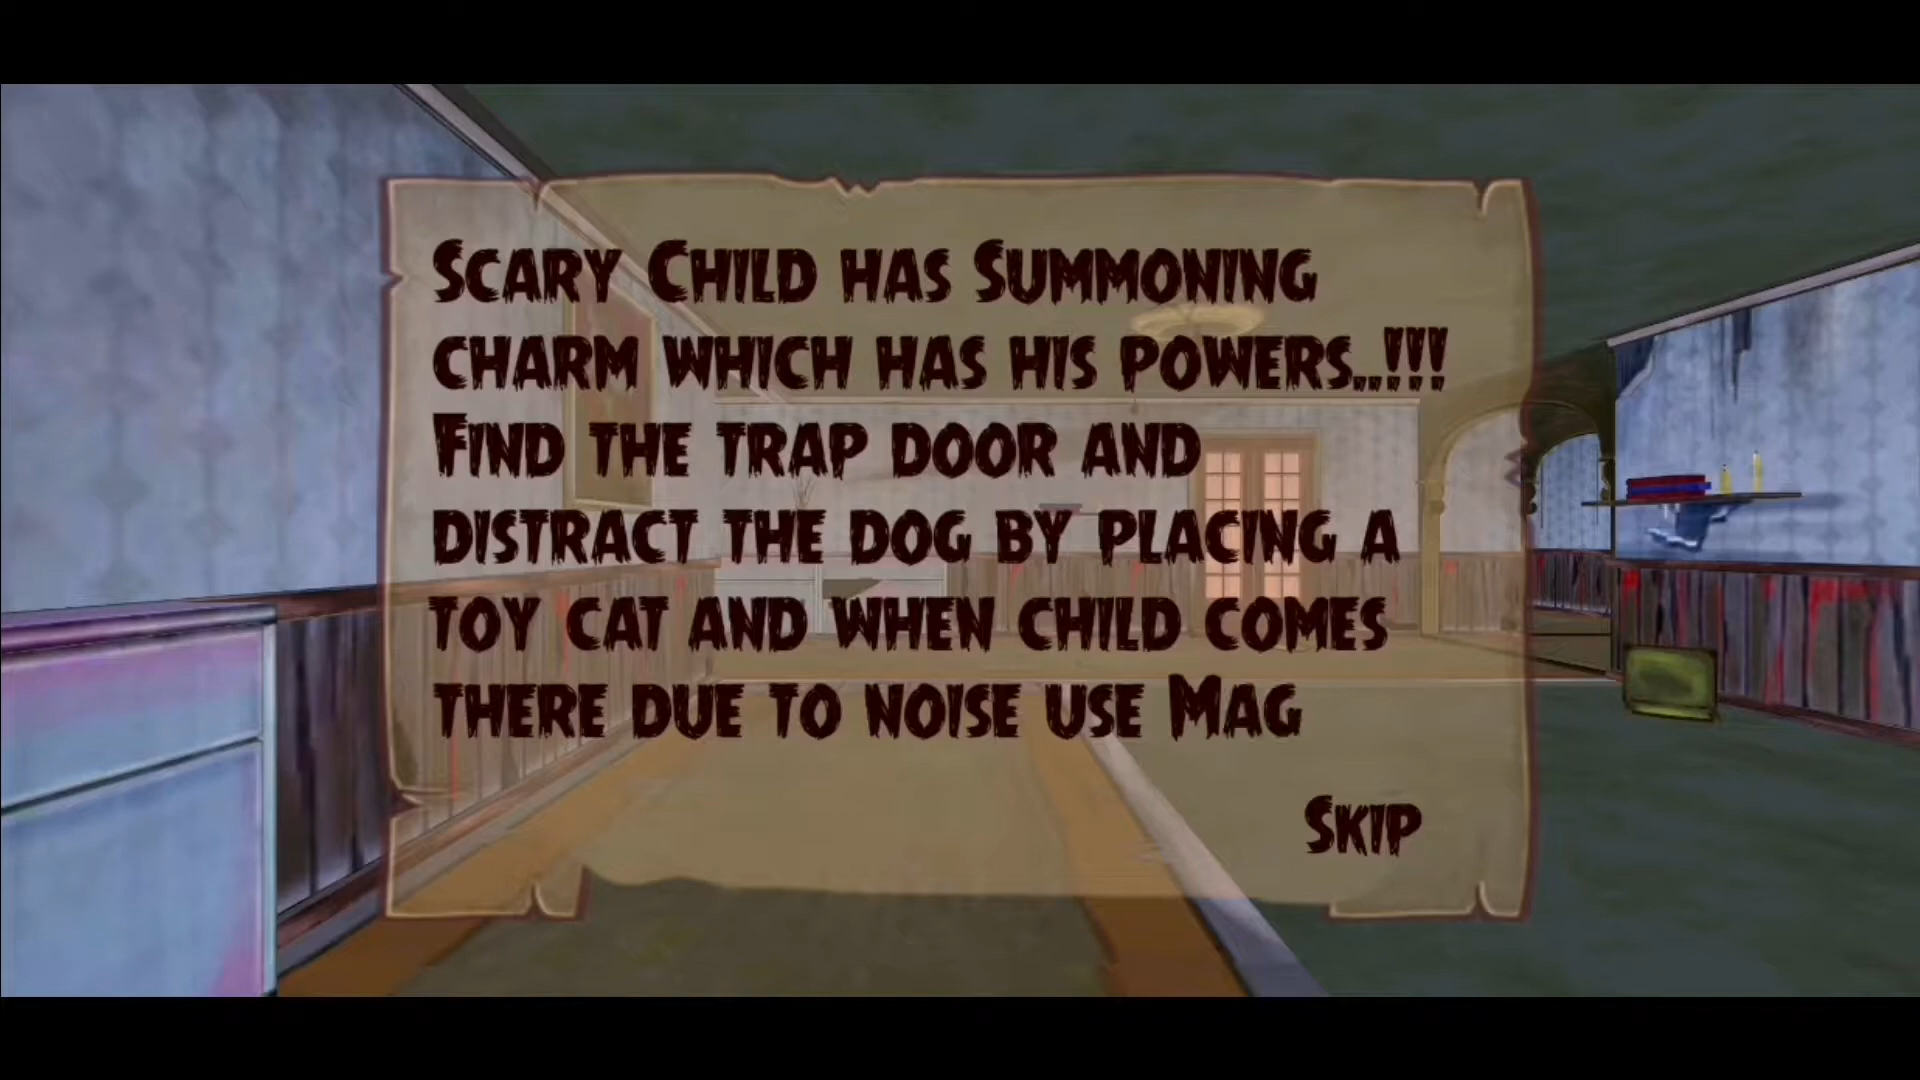 Scary Child has Summoning
charm which has his powers..!!!
Find the trap door and
distract the dog by placing a
toy cat and when child comes
there due to noise use Mag
Skip